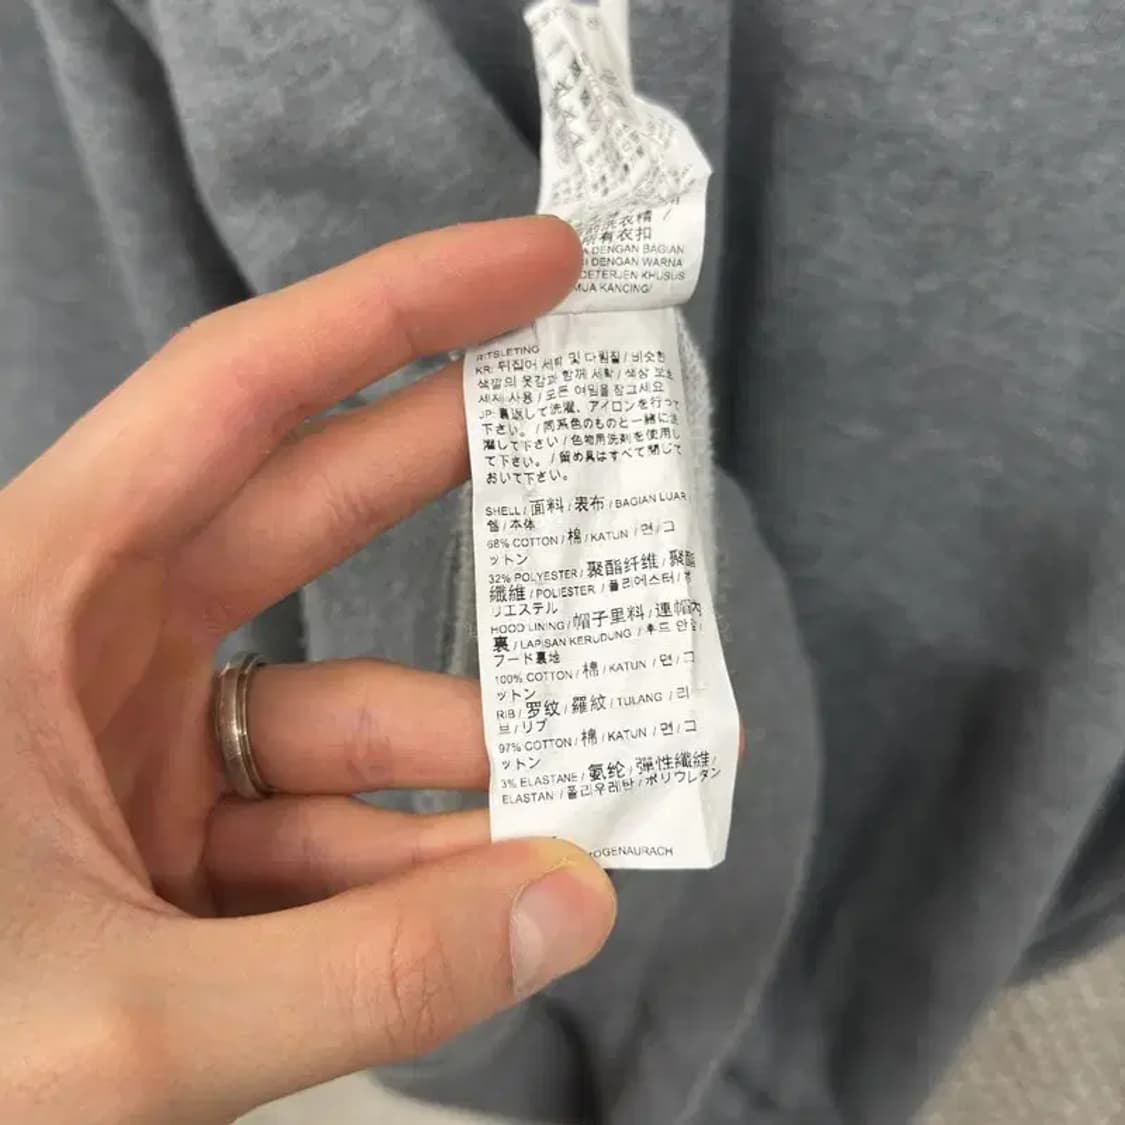 洗衣精 /
所有衣扣
DENGAN BAGIAN
DENGAN WARNA
DETERJEN KHUSUS
MUA KANCING/
RITSLETING
KR: 뒤집어 세탁 및 다림질 / 비슷한
색깔의 옷감과 함께 세탁 / 색상 보호
세제 사용 / 모든 여밈을 잠그세요
JP: 裏返して洗濯、アイロンを行って
下さい。/ 同系色のものと一緒に洗
濯して下さい / 色物用洗剤を使用し
て下さい。/ 留め具はすべて閉じて
おいて下さい。
SHELL / 面料 / 表布 / BAGIAN LUAR
/ 本体
68% COTTON / 棉 / KATUN / 면 / コ
ットン
32% POLYESTER / 聚酯纤维 / 聚酯
纖維 / POLIESTER / 폴리에스터 / ポ
リエステル
HOOD LINING / 帽子里料 / 連帽內
裏 / LAPISAN KERUDUNG / 후드 안감 /
フード裏地
100% COTTON / 棉 / KATUN / 면 / コ
ットン
RIB / 罗纹 / 羅紋 / TULANG / 리
브 / リブ
97% COTTON / 棉 / KATUN / 면 / コ
ットン
3% ELASTANE / 氨纶 / 彈性纖維 /
ELASTAN / 폴리우레탄 / ポリウレタン
OGENAURACH